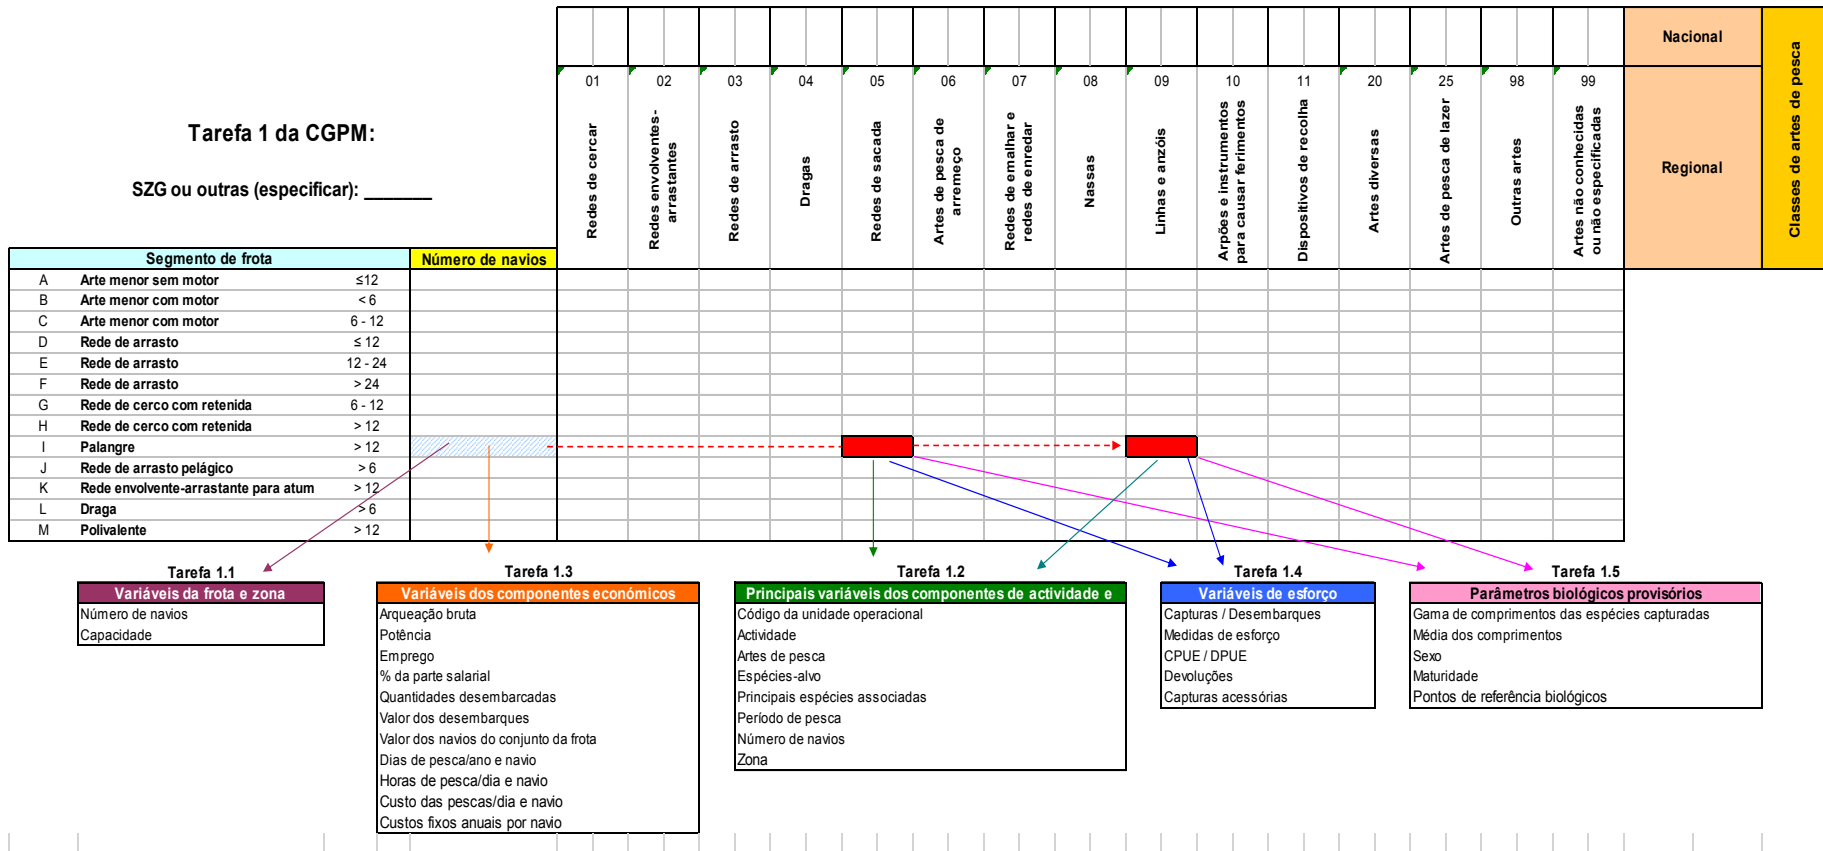 Nacional
Classes de artes de pesca
01
02
03
04
05
06
07
08
09
10
11
20
25
98
99
Redes de cercar
Redes envolventes-
arrastantes
Redes de arrasto
Dragas
Redes de sacada
Artes de pesca de
arremeço
Redes de emalhar e
redes de enredar
Nassas
Linhas e anzóis
Arpões e instrumentos
para causar ferimentos
Dispositivos de recolha
Artes diversas
Artes de pesca de lazer
Outras artes
Artes não conhecidas
ou não especificadas
Regional
Tarefa 1 da CGPM:
SZG ou outras (especificar): _______
Segmento de frota Número de navios
A Arte menor sem motor ≤12
B Arte menor com motor < 6
C Arte menor com motor 6 - 12
D Rede de arrasto ≤ 12
E Rede de arrasto 12 - 24
F Rede de arrasto > 24
G Rede de cerco com retenida 6 - 12
H Rede de cerco com retenida > 12
I Palangre > 12
J Rede de arrasto pelágico > 6
K Rede envolvente-arrastante para atum > 12
L Draga > 6
M Polivalente > 12
Tarefa 1.1
Variáveis da frota e zona
Número de navios
Capacidade
Tarefa 1.3
Variáveis dos componentes económicos
Arqueação bruta
Potência
Emprego
% da parte salarial
Quantidades desembarcadas
Valor dos desembarques
Valor dos navios do conjunto da frota
Dias de pesca/ano e navio
Horas de pesca/dia e navio
Custo das pescas/dia e navio
Custos fixos anuais por navio
Tarefa 1.2
Principais variáveis dos componentes de actividade e
Código da unidade operacional
Actividade
Artes de pesca
Espécies-alvo
Principais espécies associadas
Período de pesca
Número de navios
Zona
Tarefa 1.4
Variáveis de esforço
Capturas / Desembarques
Medidas de esforço
CPUE / DPUE
Devoluções
Capturas acessórias
Tarefa 1.5
Parâmetros biológicos provisórios
Gama de comprimentos das espécies capturadas
Média dos comprimentos
Sexo
Maturidade
Pontos de referência biológicos